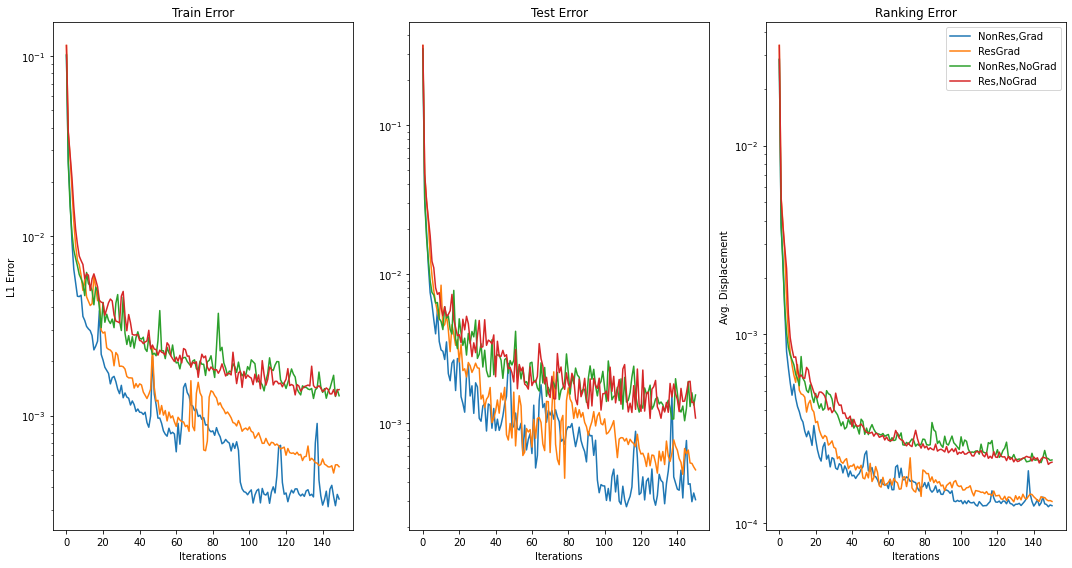 Train Error
Test Error
Ranking Error
NonRes,Grad
ResGrad
NonRes,NoGrad
Res,NoGrad
L1 Error
10⁻¹
10⁻²
10⁻³
0 20 40 60 80 100 120 140
Iterations
10⁻¹
10⁻²
10⁻³
0 20 40 60 80 100 120 140
Iterations
Avg. Displacement
10⁻²
10⁻³
10⁻⁴
0 20 40 60 80 100 120 140
Iterations